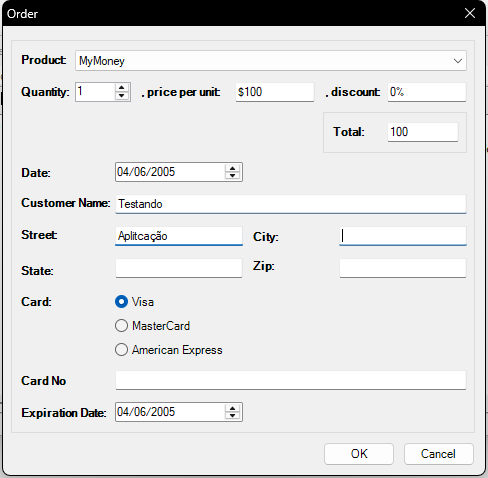 Order
Product: MyMoney
Quantity: 1 , price per unit: $100 , discount: 0%
Total: 100
Date: 04/06/2005
Customer Name: Testando
Street: Aplitcação City:
State: Zip:
Card: Visa
MasterCard
American Express
Card No
Expiration Date: 04/06/2005
OK Cancel